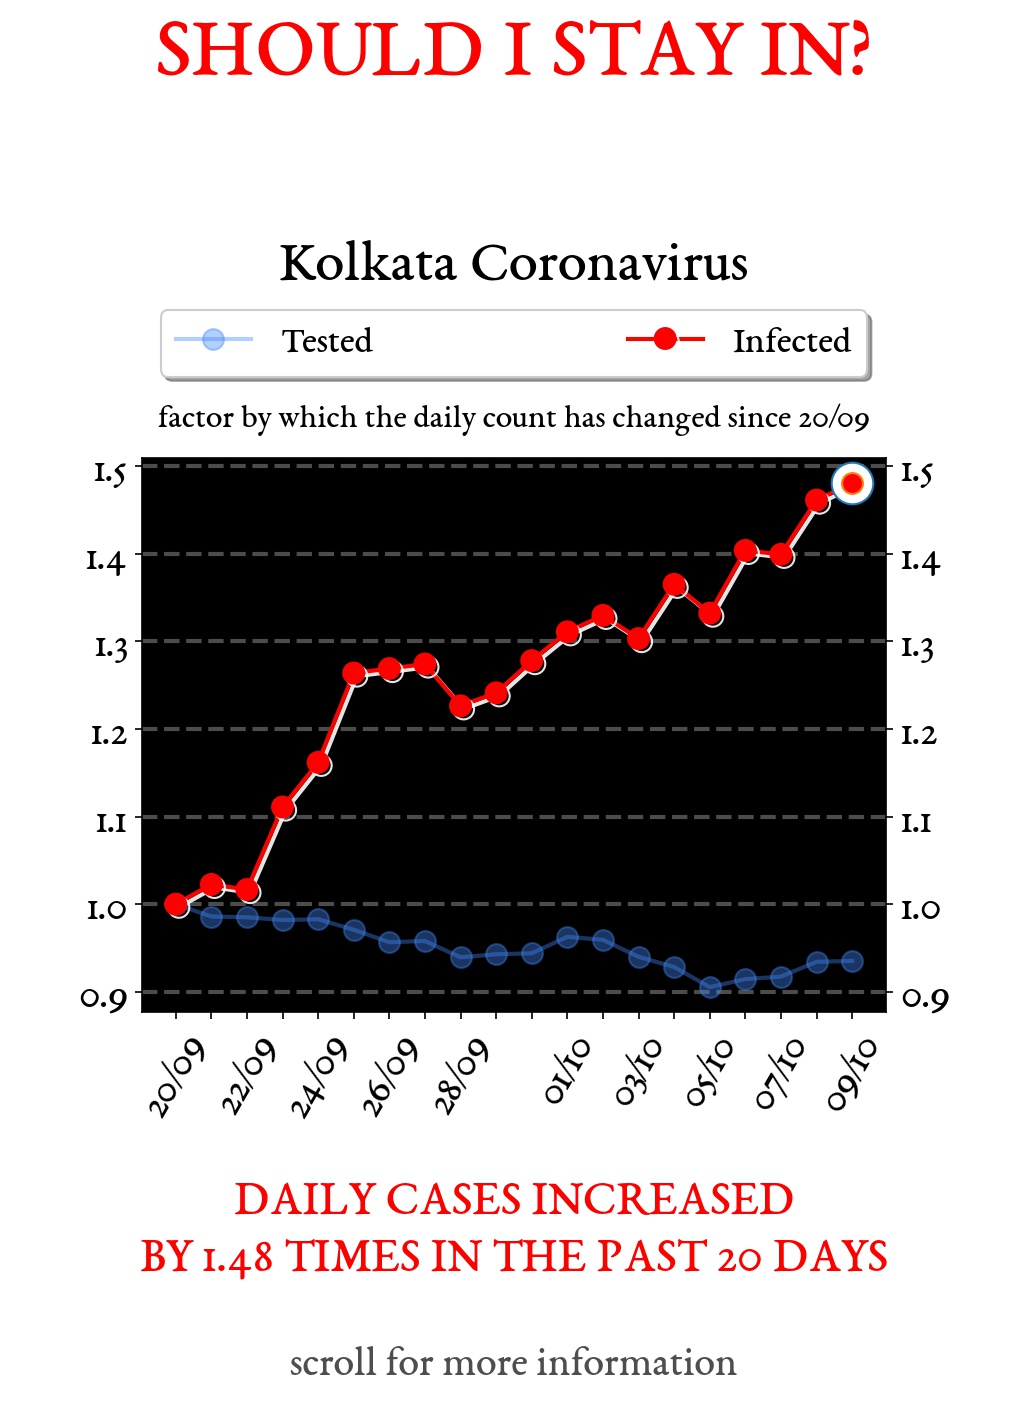 SHOULD I STAY IN?
Kolkata Coronavirus
Tested Infected
factor by which the daily count has changed since 20/09
1.5 1.5
1.4 1.4
1.3 1.3
1.2 1.2
1.1 1.1
1.0 1.0
0.9 0.9
20/09 22/09 24/09 26/09 28/09 01/10 03/10 05/10 07/10 09/10
DAILY CASES INCREASED
BY 1.48 TIMES IN THE PAST 20 DAYS
scroll for more information